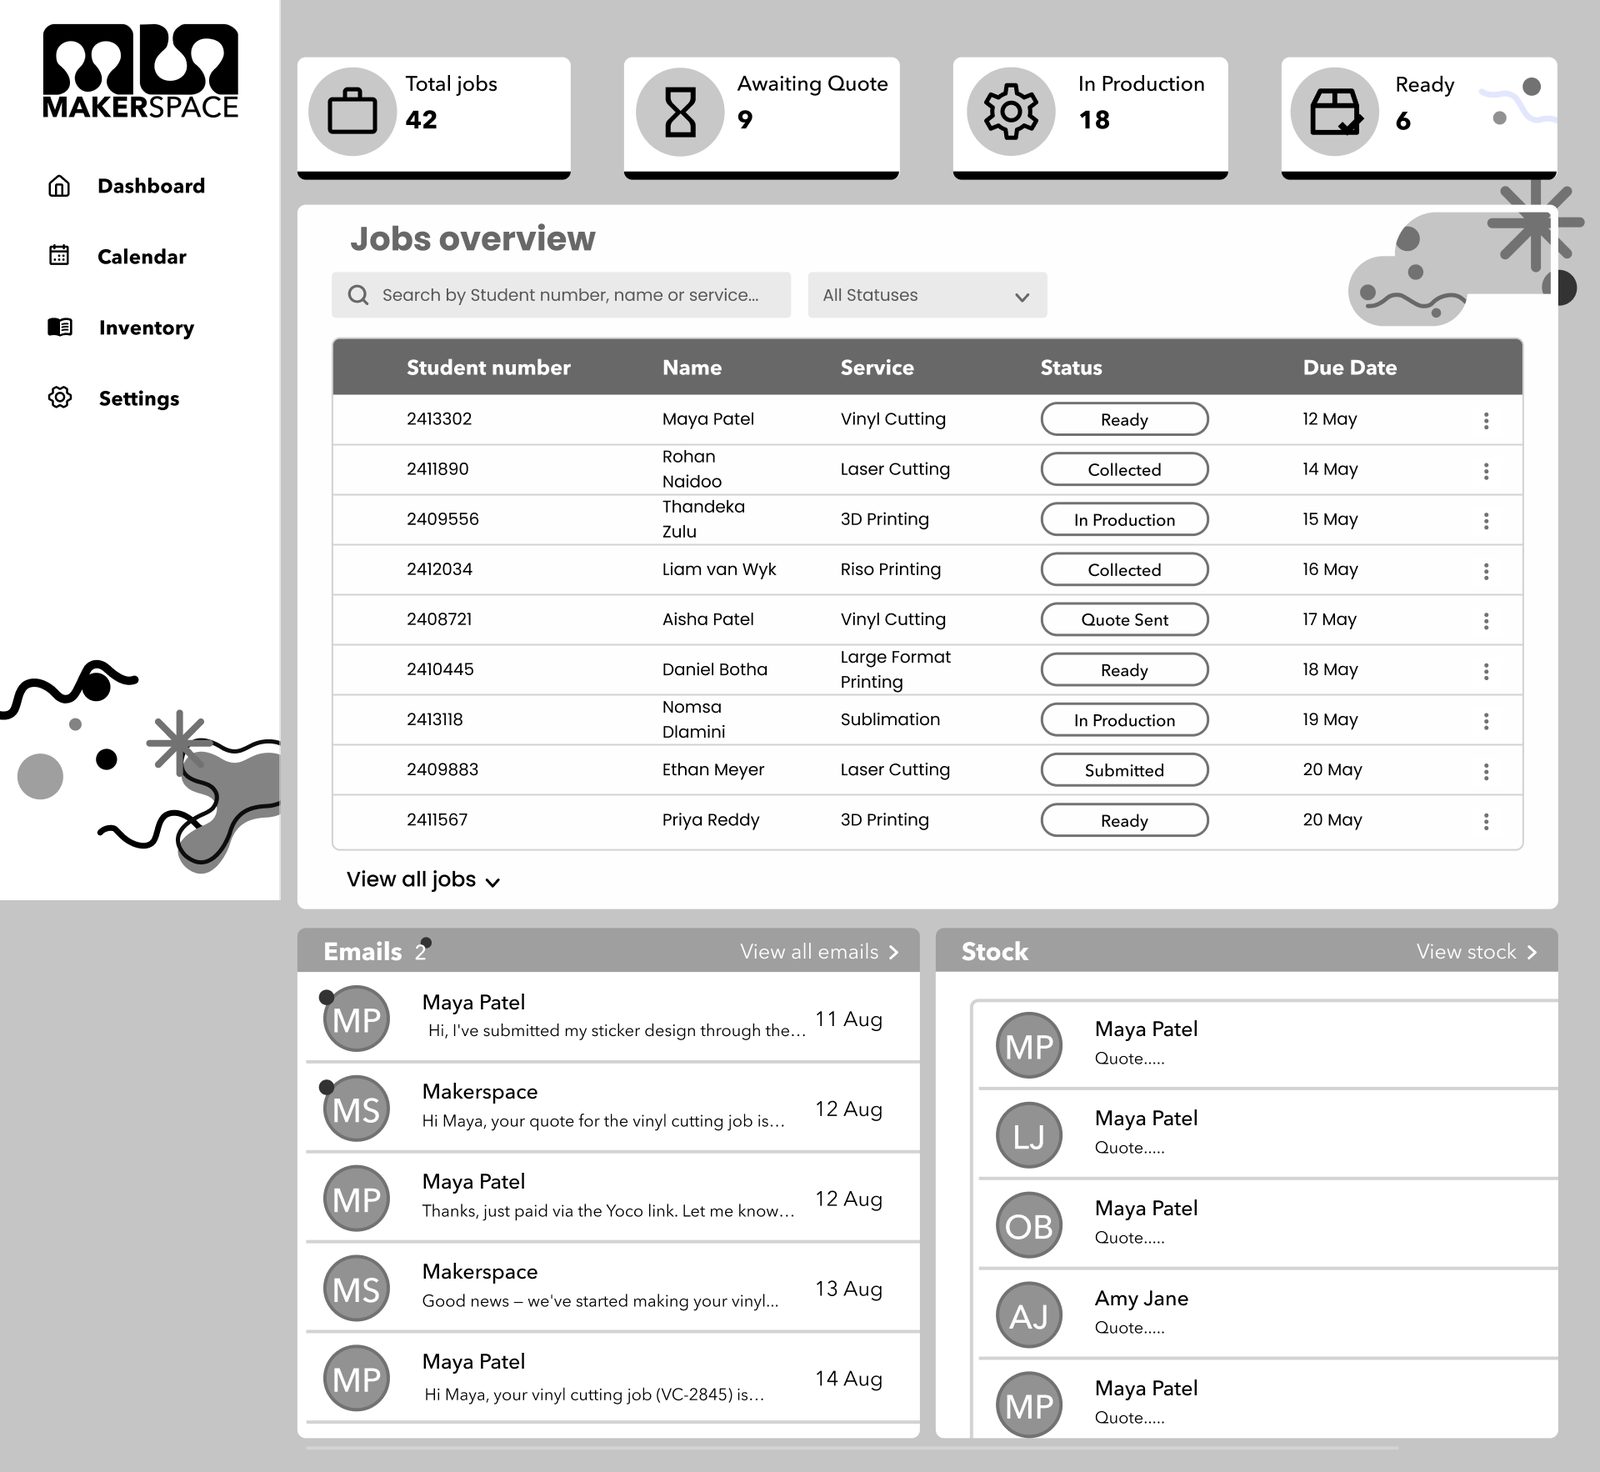 MAKERSPACE
Dashboard
Calendar
Inventory
Settings
Total jobs
42
Awaiting Quote
9
In Production
18
Ready
6
Jobs overview
Search by Student number, name or service...
All Statuses
Student number Name Service Status Due Date
2413302 Maya Patel Vinyl Cutting Ready 12 May
2411890 Rohan Naidoo Laser Cutting Collected 14 May
2409556 Thandeka Zulu 3D Printing In Production 15 May
2412034 Liam van Wyk Riso Printing Collected 16 May
2408721 Aisha Patel Vinyl Cutting Quote Sent 17 May
2410445 Daniel Botha Large Format Printing Ready 18 May
2413118 Nomsa Dlamini Sublimation In Production 19 May
2409883 Ethan Meyer Laser Cutting Submitted 20 May
2411567 Priya Reddy 3D Printing Ready 20 May
View all jobs
Emails 2 View all emails
MP Maya Patel
Hi, I've submitted my sticker design through the... 11 Aug
MS Makerspace
Hi Maya, your quote for the vinyl cutting job is... 12 Aug
MP Maya Patel
Thanks, just paid via the Yoco link. Let me know... 12 Aug
MS Makerspace
Good news – we've started making your vinyl... 13 Aug
MP Maya Patel
Hi Maya, your vinyl cutting job (VC-2845) is... 14 Aug
Stock View stock
MP Maya Patel
Quote.....
LJ Maya Patel
Quote.....
OB Maya Patel
Quote.....
AJ Amy Jane
Quote.....
MP Maya Patel
Quote.....